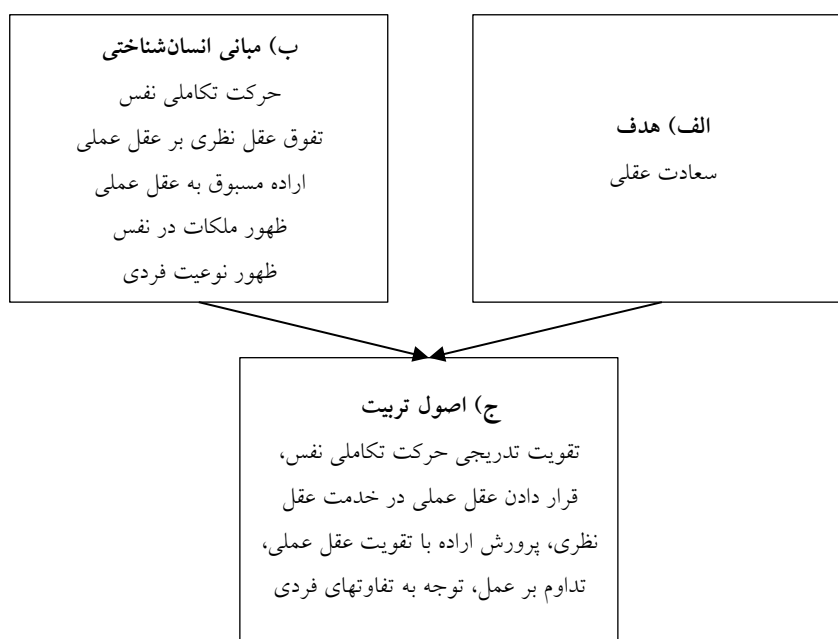 الف) هدف
سعادت عقلی
ب) مبانی انسان‌شناختی
حرکت تکاملی نفس
تفوق عقل نظری بر عقل عملی
اراده مسبوق به عقل عملی
ظهور ملکات در نفس
ظهور نوعیت فردی
ج) اصول تربیت
تقویت تدریجی حرکت تکاملی نفس،
قرار دادن عقل عملی در خدمت عقل
نظری، پرورش اراده با تقویت عقل عملی،
تداوم بر عمل، توجه به تفاوتهای فردی